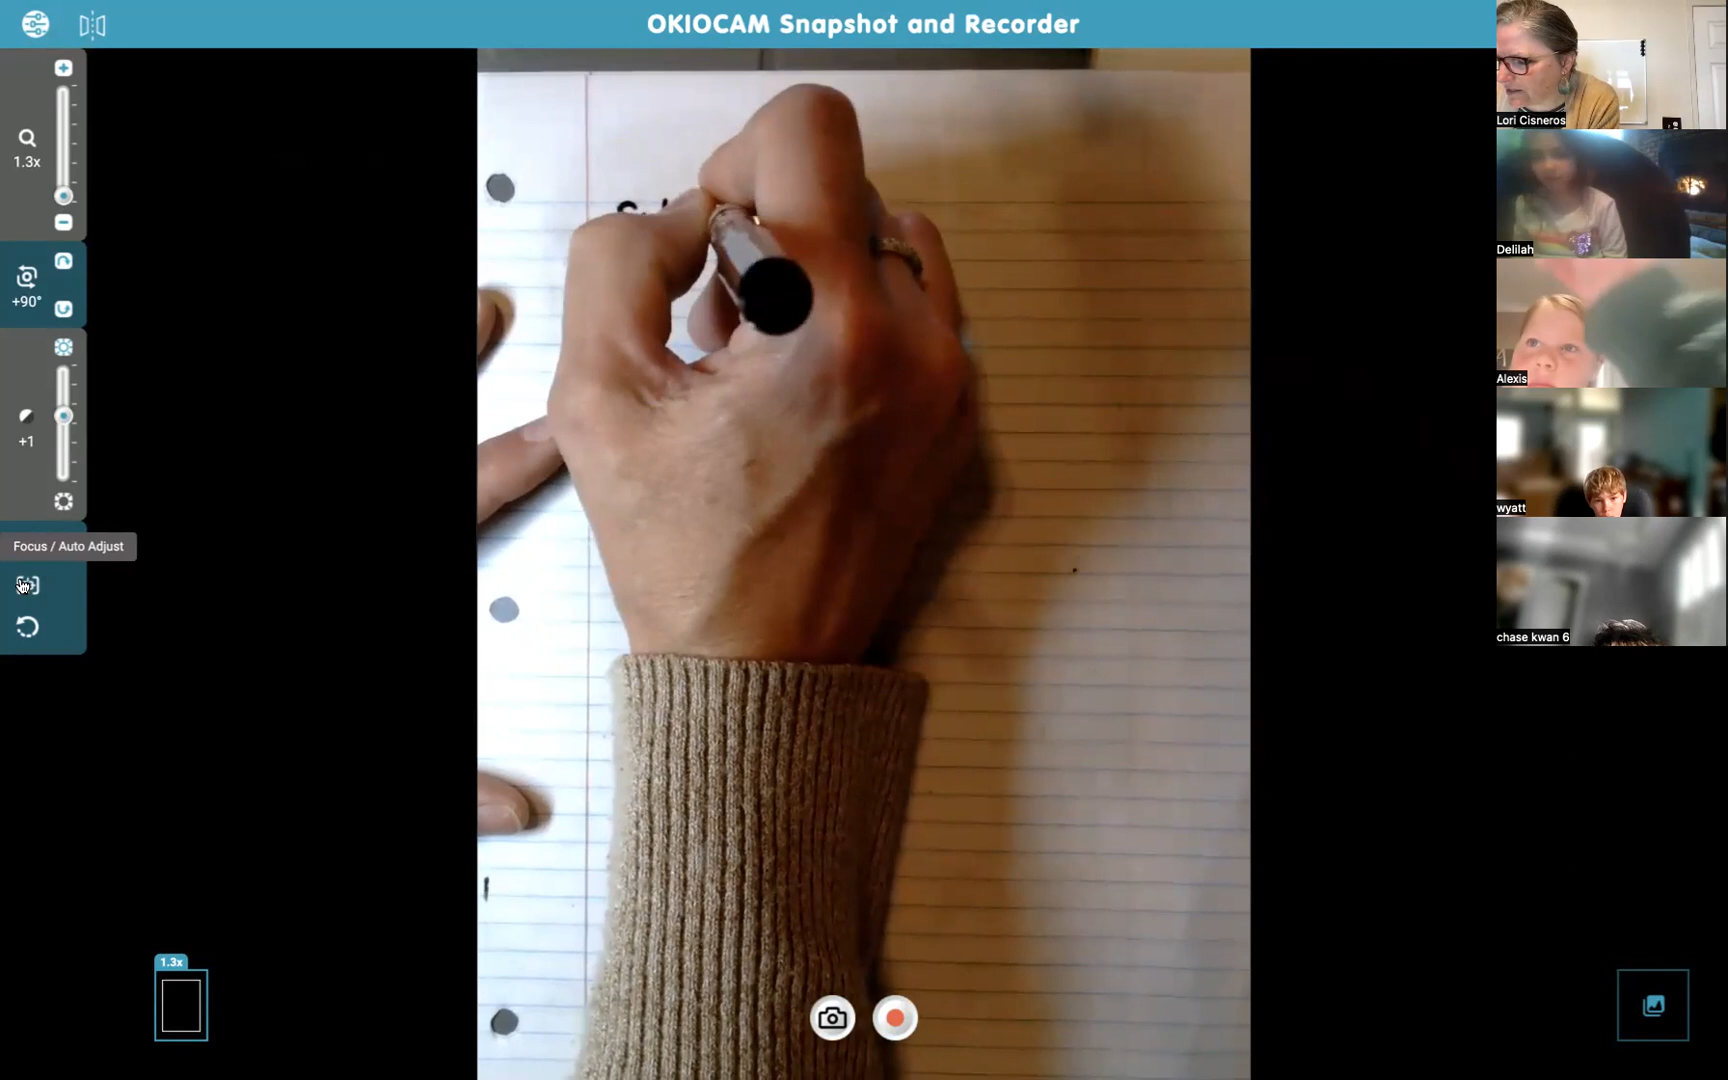 OKIOCAM Snapshot and Recorder
1.3x
+90°
+1
Focus / Auto Adjust
1.3x
Lori Cisneros
Delilah
Alexis
wyatt
chase kwan 6